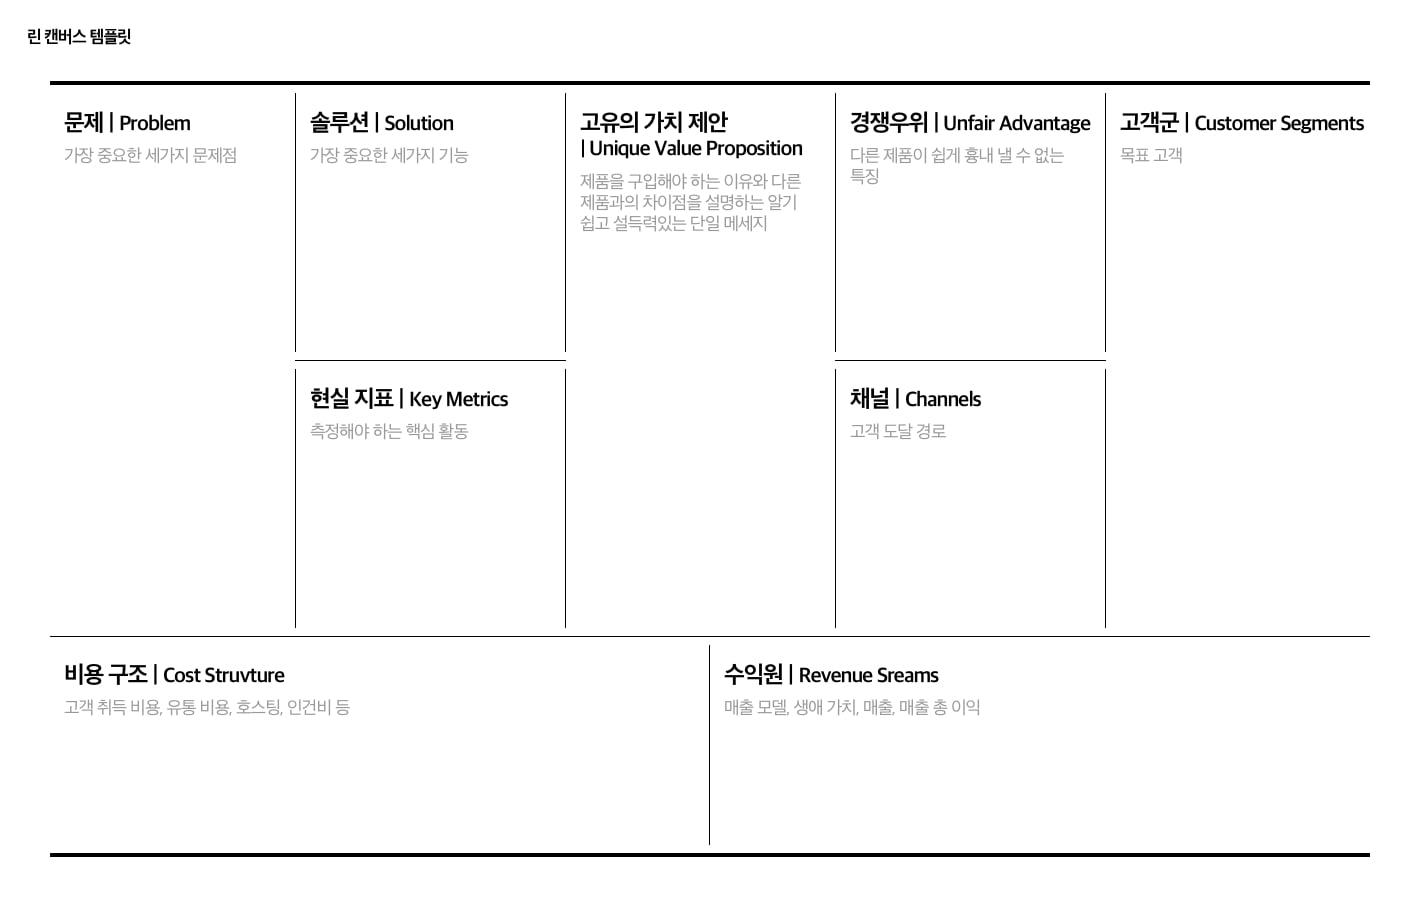 린 캔버스 템플릿
문제 | Problem
가장 중요한 세가지 문제점
솔루션 | Solution
가장 중요한 세가지 기능
고유의 가치 제안
| Unique Value Proposition
제품을 구입해야 하는 이유와 다른
제품과의 차이점을 설명하는 알기
쉽고 설득력있는 단일 메세지
경쟁우위 | Unfair Advantage
다른 제품이 쉽게 흉내 낼 수 없는
특징
고객군 | Customer Segments
목표 고객
현실 지표 | Key Metrics
측정해야 하는 핵심 활동
채널 | Channels
고객 도달 경로
비용 구조 | Cost Struvture
고객 취득 비용, 유통 비용, 호스팅, 인건비 등
수익원 | Revenue Sreams
매출 모델, 생애 가치, 매출, 매출 총 이익